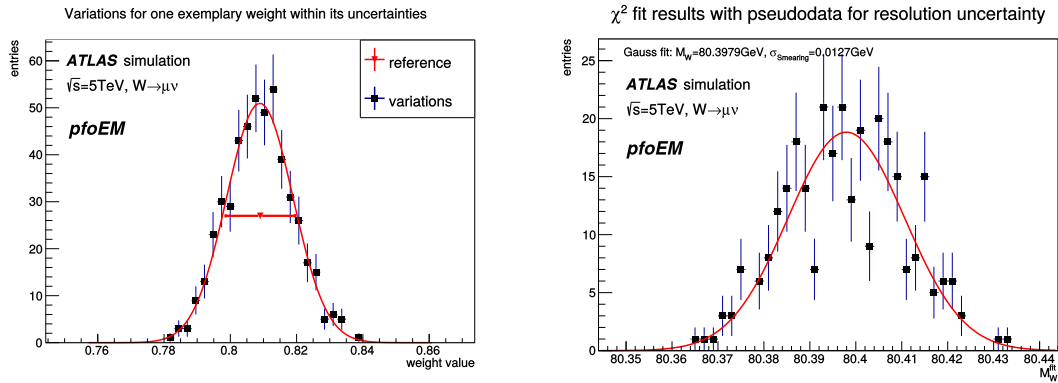 Variations for one exemplary weight within its uncertainties
entries
60
50
40
30
20
10
0
ATLAS simulation
√s=5TeV, W→μν
pfoEM
reference
variations
0.76 0.78 0.8 0.82 0.84 0.86
weight value
χ² fit results with pseudodata for resolution uncertainty
entries
25
20
15
10
5
0
Gauss fit: M_W=80.3979GeV, σ_Smearing=0.0127GeV
ATLAS simulation
√s=5TeV, W→μν
pfoEM
80.35 80.36 80.37 80.38 80.39 80.4 80.41 80.42 80.43 80.44
M_W^fit